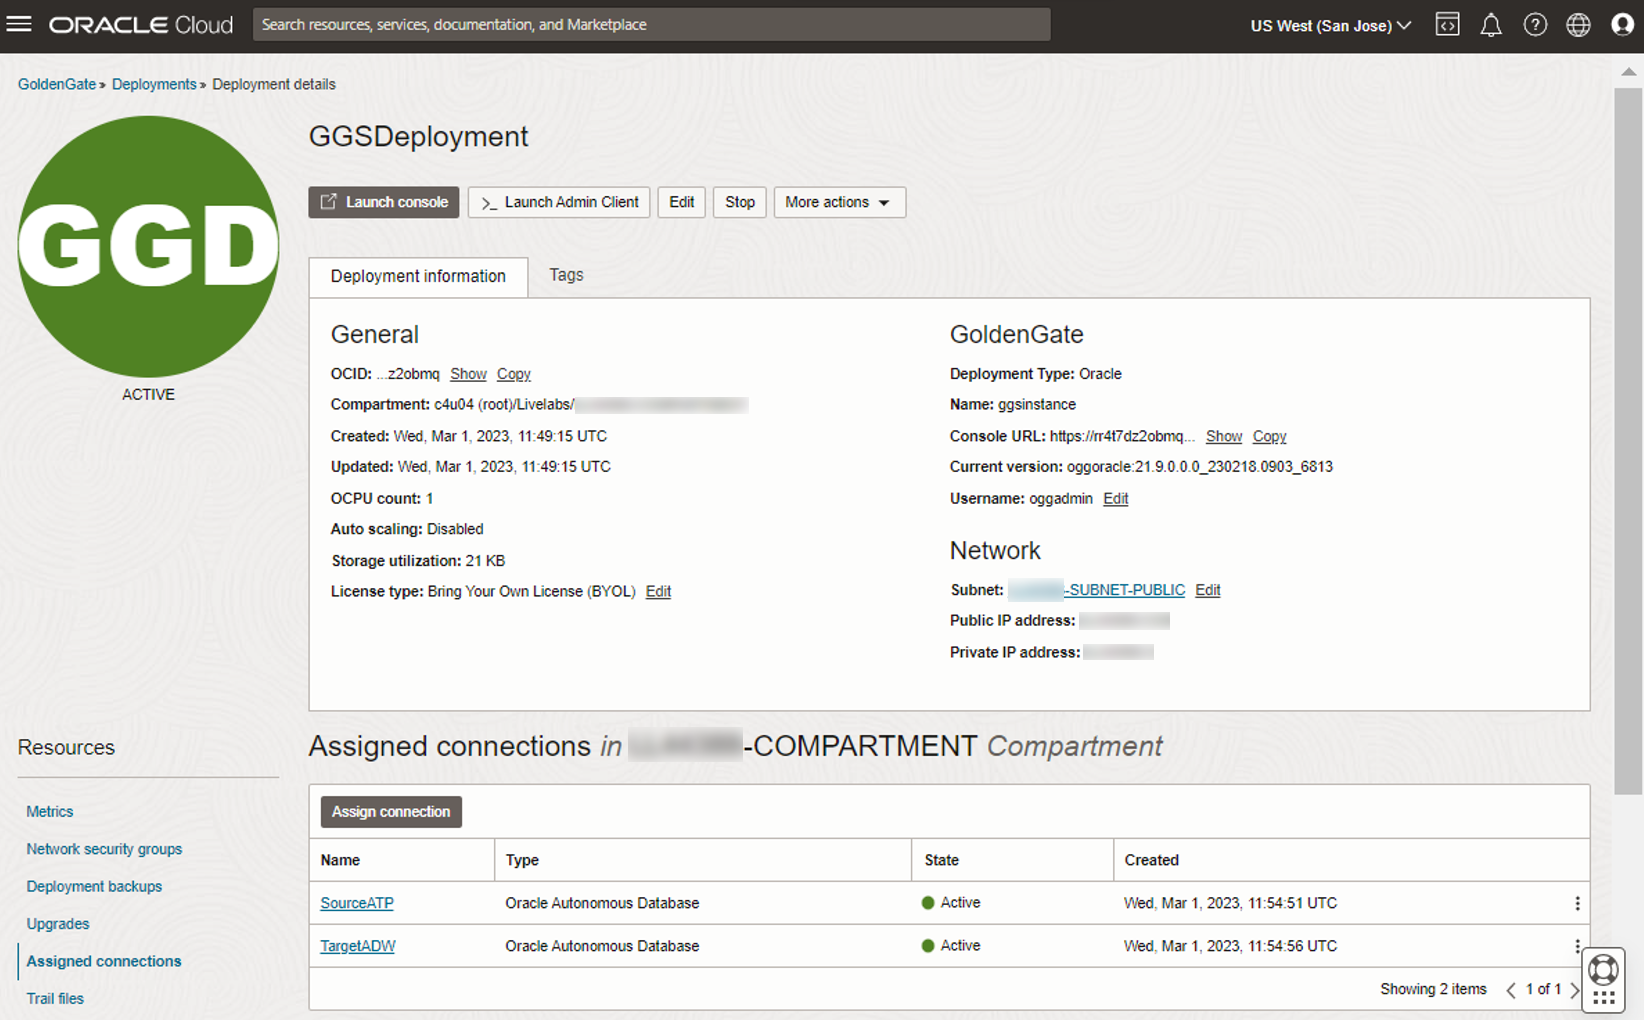 ORACLE Cloud
Search resources, services, documentation, and Marketplace
US West (San Jose)
GoldenGate » Deployments » Deployment details
GGD
ACTIVE
GGSDeployment
Launch console
>_ Launch Admin Client
Edit
Stop
More actions
Deployment information
Tags
General
OCID: ...z2obmq Show Copy
Compartment: c4u04 (root)/Livelabs/
Created: Wed, Mar 1, 2023, 11:49:15 UTC
Updated: Wed, Mar 1, 2023, 11:49:15 UTC
OCPU count: 1
Auto scaling: Disabled
Storage utilization: 21 KB
License type: Bring Your Own License (BYOL) Edit
GoldenGate
Deployment Type: Oracle
Name: ggsinstance
Console URL: https://rr4t7dz2obmq... Show Copy
Current version: oggoracle:21.9.0.0.0_230218.0903_6813
Username: oggadmin Edit
Network
Subnet: -SUBNET-PUBLIC Edit
Public IP address:
Private IP address:
Resources
Metrics
Network security groups
Deployment backups
Upgrades
Assigned connections
Trail files
Assigned connections in -COMPARTMENT Compartment
Assign connection
Name Type State Created
SourceATP Oracle Autonomous Database Active Wed, Mar 1, 2023, 11:54:51 UTC
TargetADW Oracle Autonomous Database Active Wed, Mar 1, 2023, 11:54:56 UTC
Showing 2 items < 1 of 1 >